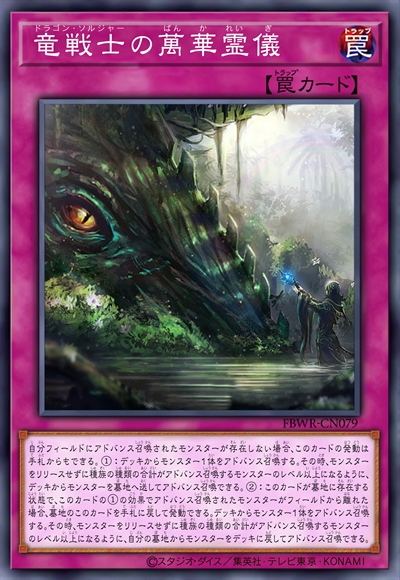 ドラゴン・ソルジャー ばんかれいぎ
竜戦士の萬華霊儀
トラップ
罠
【罠カード】
FBWR-CN079
自分フィールドにアドバンス召喚されたモンスターが存在しない場合、このカードの発動は
手札からもできる。①:デッキからモンスター1体をアドバンス召喚する。その時、モンスター
をリリースせずに種族の種類の合計がアドバンス召喚するモンスターのレベル以上になるように、
デッキからモンスターを墓地へ送してアドバンス召喚できる。②:このカードが墓地に存在する
状態で、このカードの①の効果でアドバンス召喚したモンスターがフィールドから離れた
場合、墓地のこのカードを手札に戻して発動できる。デッキからモンスター1体をアドバンス召
喚する。その時、モンスターをリリースせずに種族の種類の合計がアドバンス召喚するモンスター
のレベル以上になるように、自分の墓地からモンスターをデッキに戻してアドバンス召喚できる。
©スタジオ・ダイス/集英社・テレビ東京・KONAMI